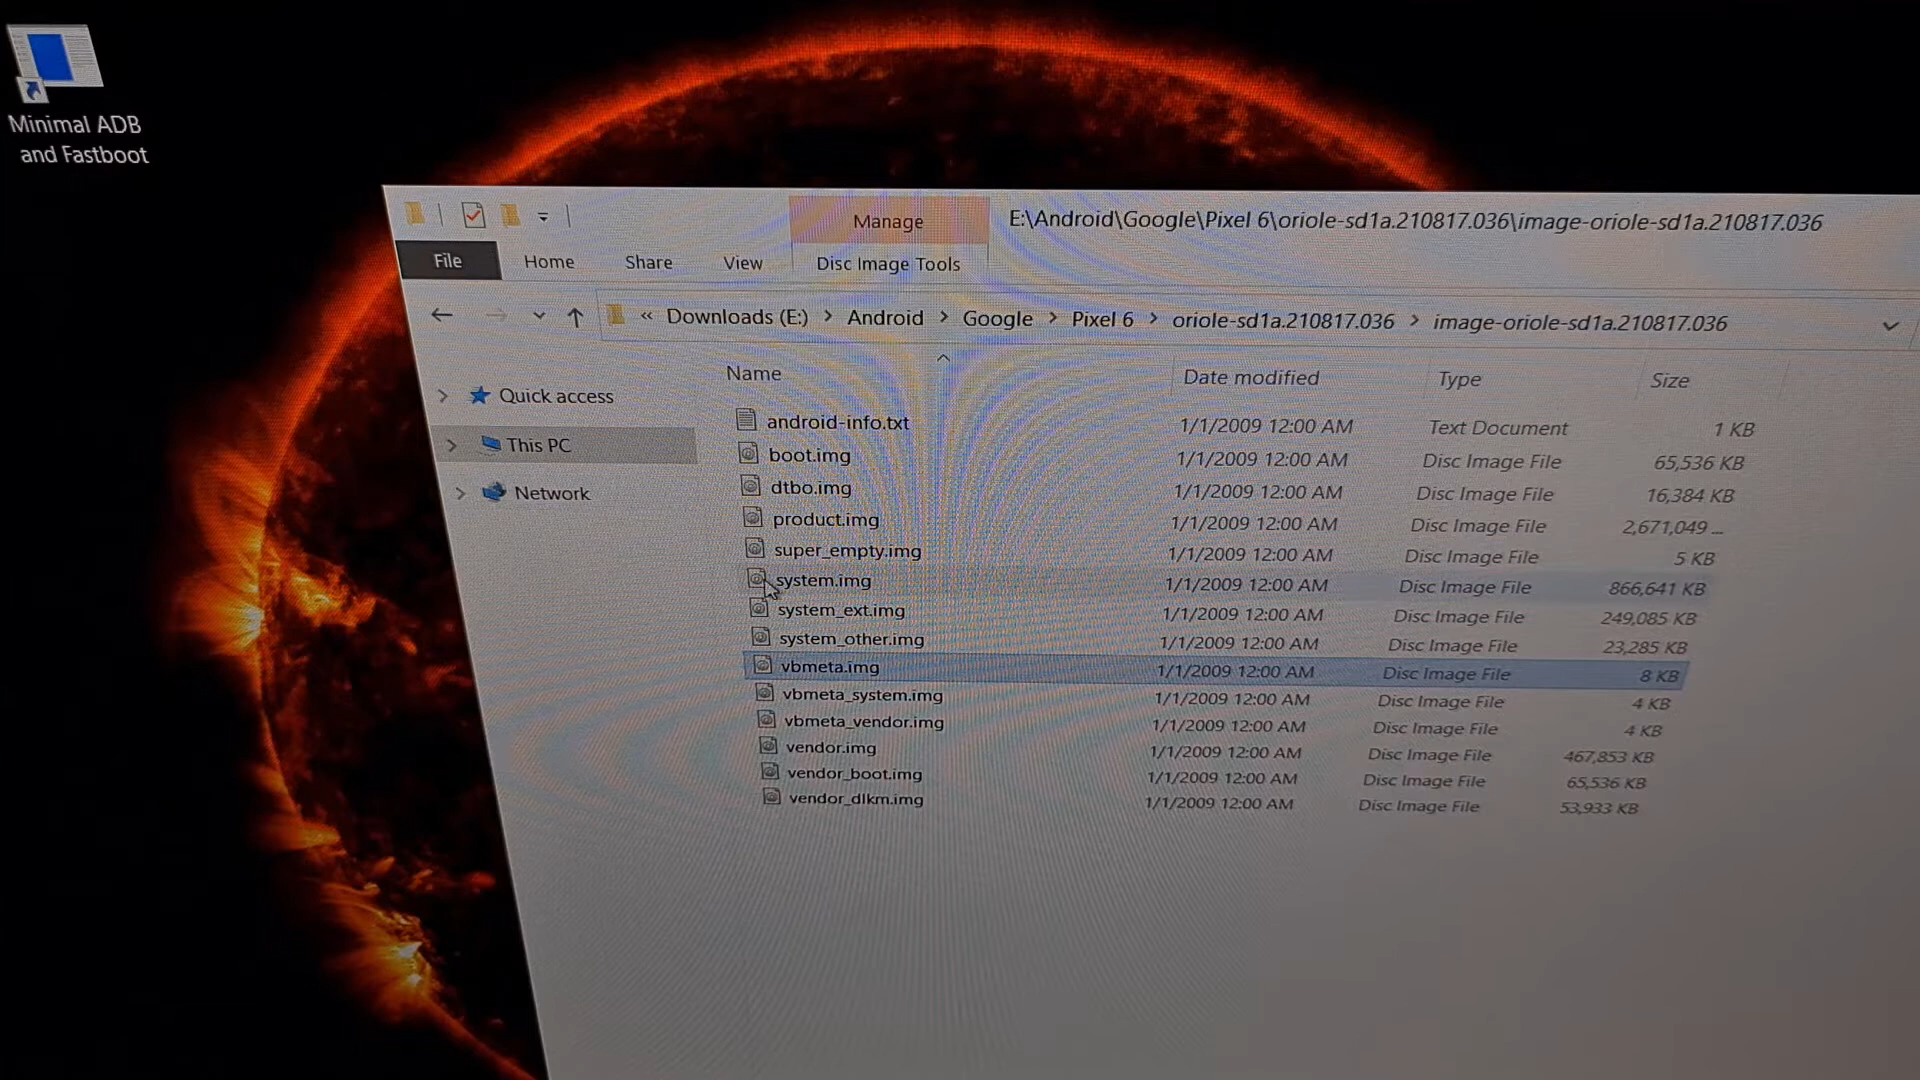 Minimal ADB
and Fastboot
Manage
E:\Android\Google\Pixel 6\oriole-sd1a.210817.036\image-oriole-sd1a.210817.036
File Home Share View Disc Image Tools
« Downloads (E:) > Android > Google > Pixel 6 > oriole-sd1a.210817.036 > image-oriole-sd1a.210817.036
Quick access
This PC
Network
Name Date modified Type Size
android-info.txt 1/1/2009 12:00 AM Text Document 1 KB
boot.img 1/1/2009 12:00 AM Disc Image File 65,536 KB
dtbo.img 1/1/2009 12:00 AM Disc Image File 16,384 KB
product.img 1/1/2009 12:00 AM Disc Image File 2,671,049 ...
super_empty.img 1/1/2009 12:00 AM Disc Image File 5 KB
system.img 1/1/2009 12:00 AM Disc Image File 866,641 KB
system_ext.img 1/1/2009 12:00 AM Disc Image File 249,085 KB
system_other.img 1/1/2009 12:00 AM Disc Image File 23,285 KB
vbmeta.img 1/1/2009 12:00 AM Disc Image File 8 KB
vbmeta_system.img 1/1/2009 12:00 AM Disc Image File 4 KB
vbmeta_vendor.img 1/1/2009 12:00 AM Disc Image File 4 KB
vendor.img 1/1/2009 12:00 AM Disc Image File 467,853 KB
vendor_boot.img 1/1/2009 12:00 AM Disc Image File 65,536 KB
vendor_dlkm.img 1/1/2009 12:00 AM Disc Image File 53,933 KB